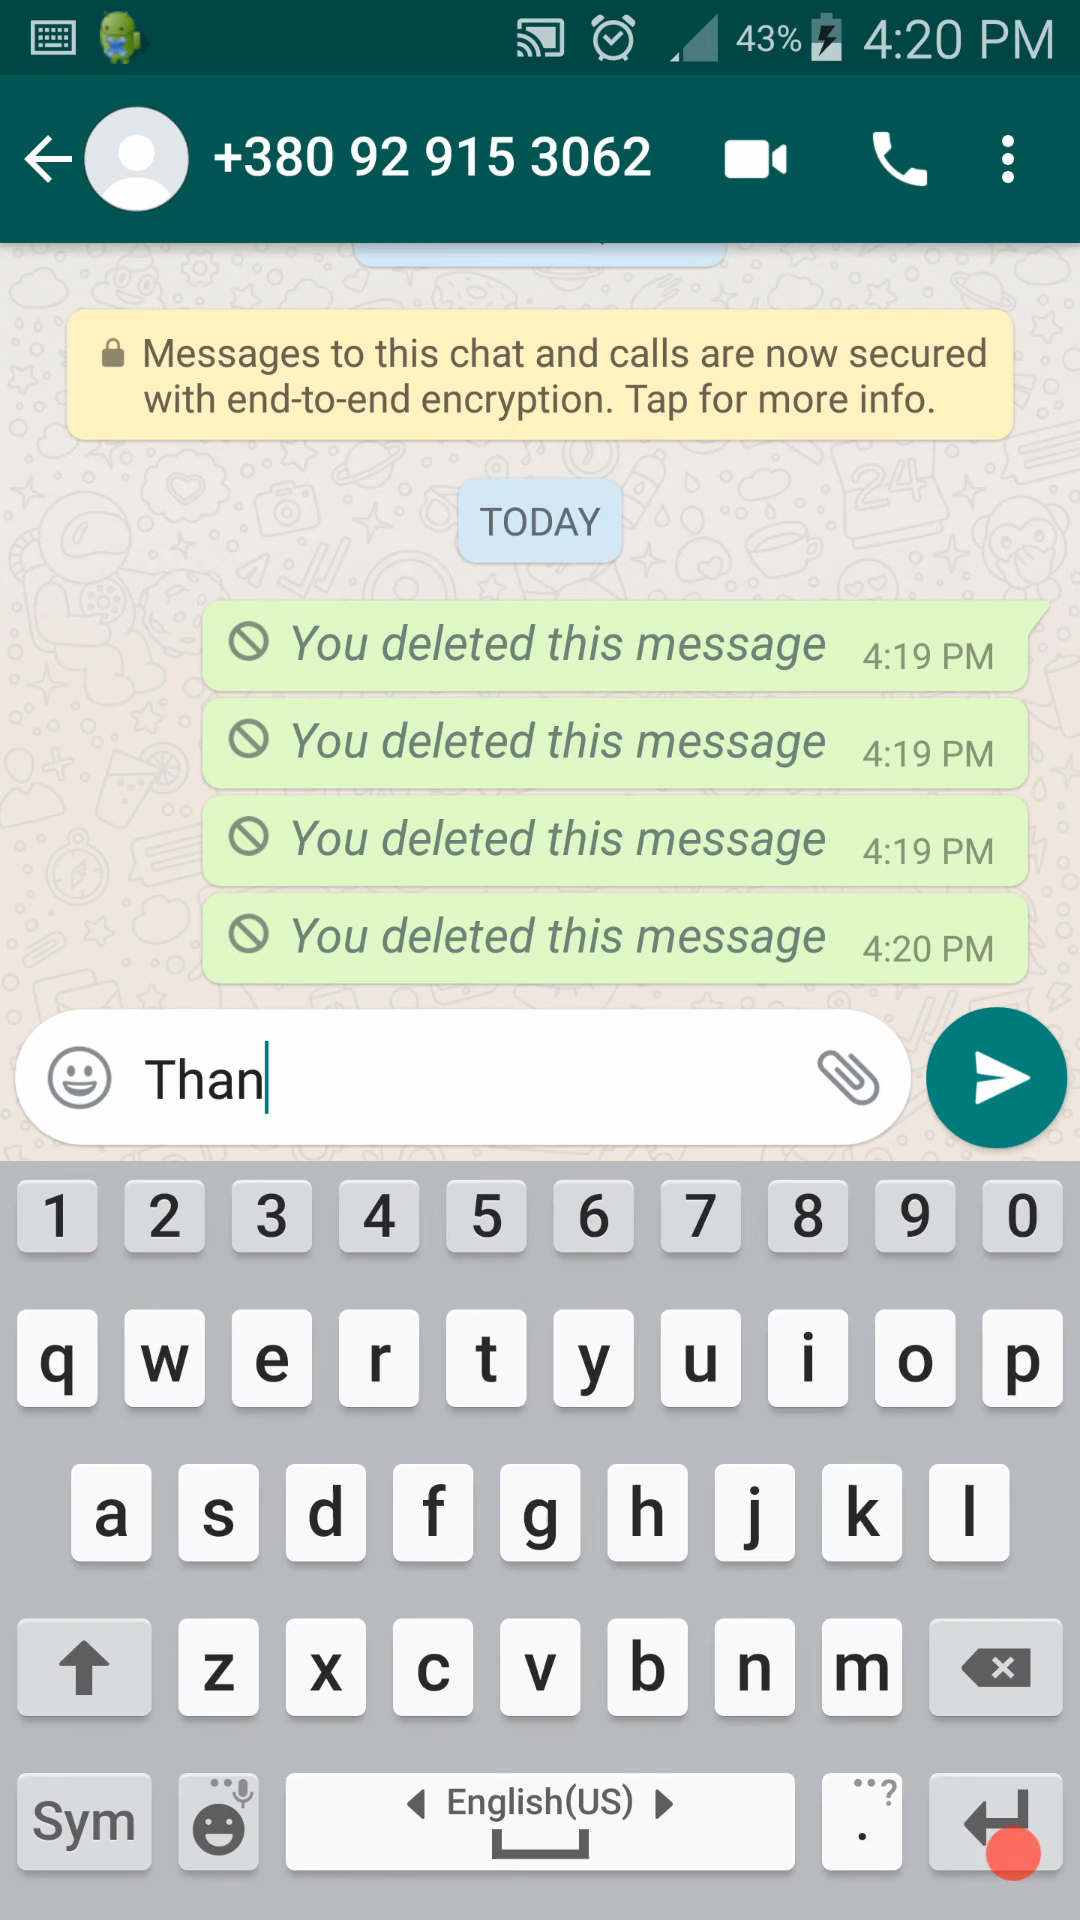 43% 4:20 PM
+380 92 915 3062
Messages to this chat and calls are now secured
with end-to-end encryption. Tap for more info.
TODAY
You deleted this message 4:19 PM
You deleted this message 4:19 PM
You deleted this message 4:19 PM
You deleted this message 4:20 PM
Than
1 2 3 4 5 6 7 8 9 0
q w e r t y u i o p
a s d f g h j k l
z x c v b n m
Sym English(US) . ?